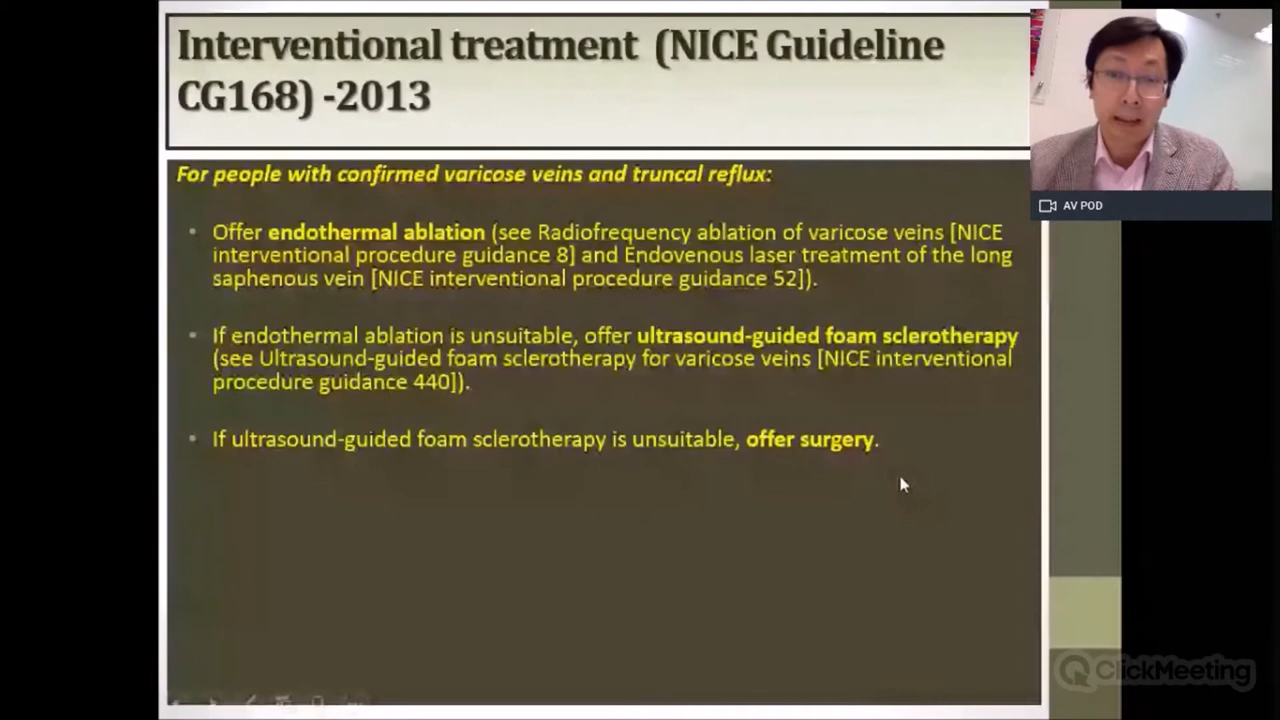 Interventional treatment (NICE Guideline
CG168) -2013
For people with confirmed varicose veins and truncal reflux:
• Offer endothermal ablation (see Radiofrequency ablation of varicose veins [NICE
interventional procedure guidance 8] and Endovenous laser treatment of the long
saphenous vein [NICE interventional procedure guidance 52]).
• If endothermal ablation is unsuitable, offer ultrasound-guided foam sclerotherapy
(see Ultrasound-guided foam sclerotherapy for varicose veins [NICE interventional
procedure guidance 440]).
• If ultrasound-guided foam sclerotherapy is unsuitable, offer surgery.
AV POD
ClickMeeting